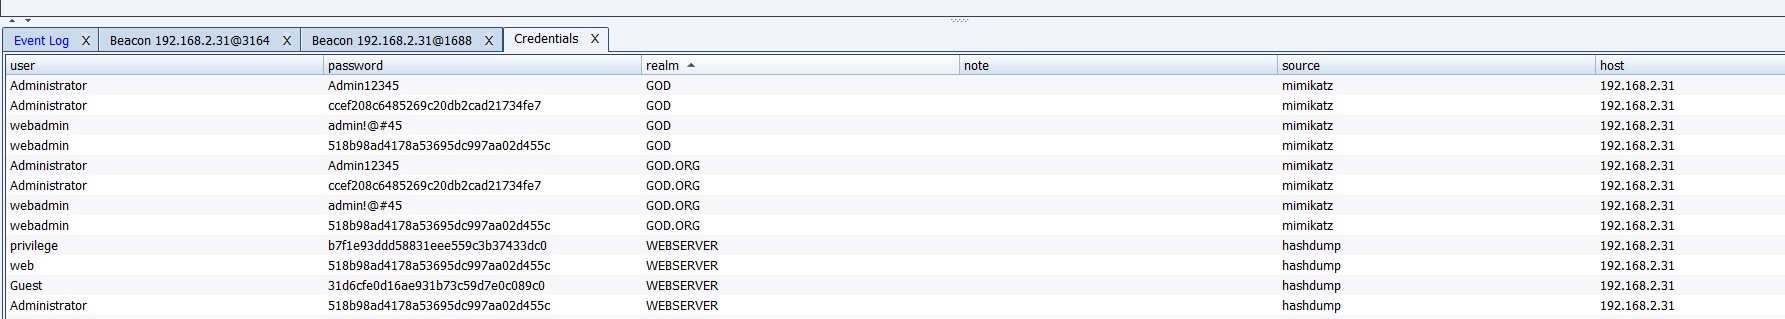 Event Log X Beacon 192.168.2.31@3164 X Beacon 192.168.2.31@1688 X Credentials X
user password realm note source host
Administrator Admin12345 GOD mimikatz 192.168.2.31
Administrator ccef208c6485269c20db2cad21734fe7 GOD mimikatz 192.168.2.31
webadmin admin!@#45 GOD mimikatz 192.168.2.31
webadmin 518b98ad4178a53695dc997aa02d455c GOD mimikatz 192.168.2.31
Administrator Admin12345 GOD.ORG mimikatz 192.168.2.31
Administrator ccef208c6485269c20db2cad21734fe7 GOD.ORG mimikatz 192.168.2.31
webadmin admin!@#45 GOD.ORG mimikatz 192.168.2.31
webadmin 518b98ad4178a53695dc997aa02d455c GOD.ORG mimikatz 192.168.2.31
privilege b7f1e93ddd58831eee559c3b37433dc0 WEBSERVER hashdump 192.168.2.31
web 518b98ad4178a53695dc997aa02d455c WEBSERVER hashdump 192.168.2.31
Guest 31d6cfe0d16ae931b73c59d7e0c089c0 WEBSERVER hashdump 192.168.2.31
Administrator 518b98ad4178a53695dc997aa02d455c WEBSERVER hashdump 192.168.2.31